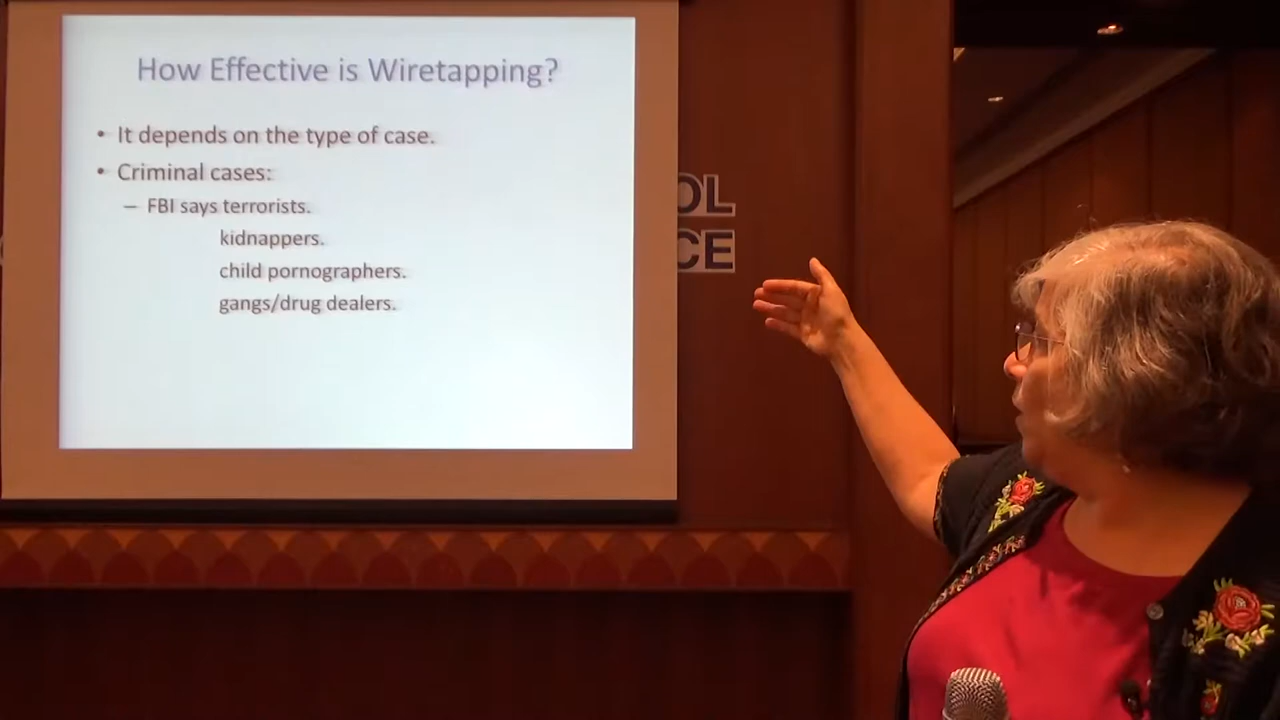 How Effective is Wiretapping?
• It depends on the type of case.
• Criminal cases:
– FBI says terrorists.
kidnappers.
child pornographers.
gangs/drug dealers.
OL
CE